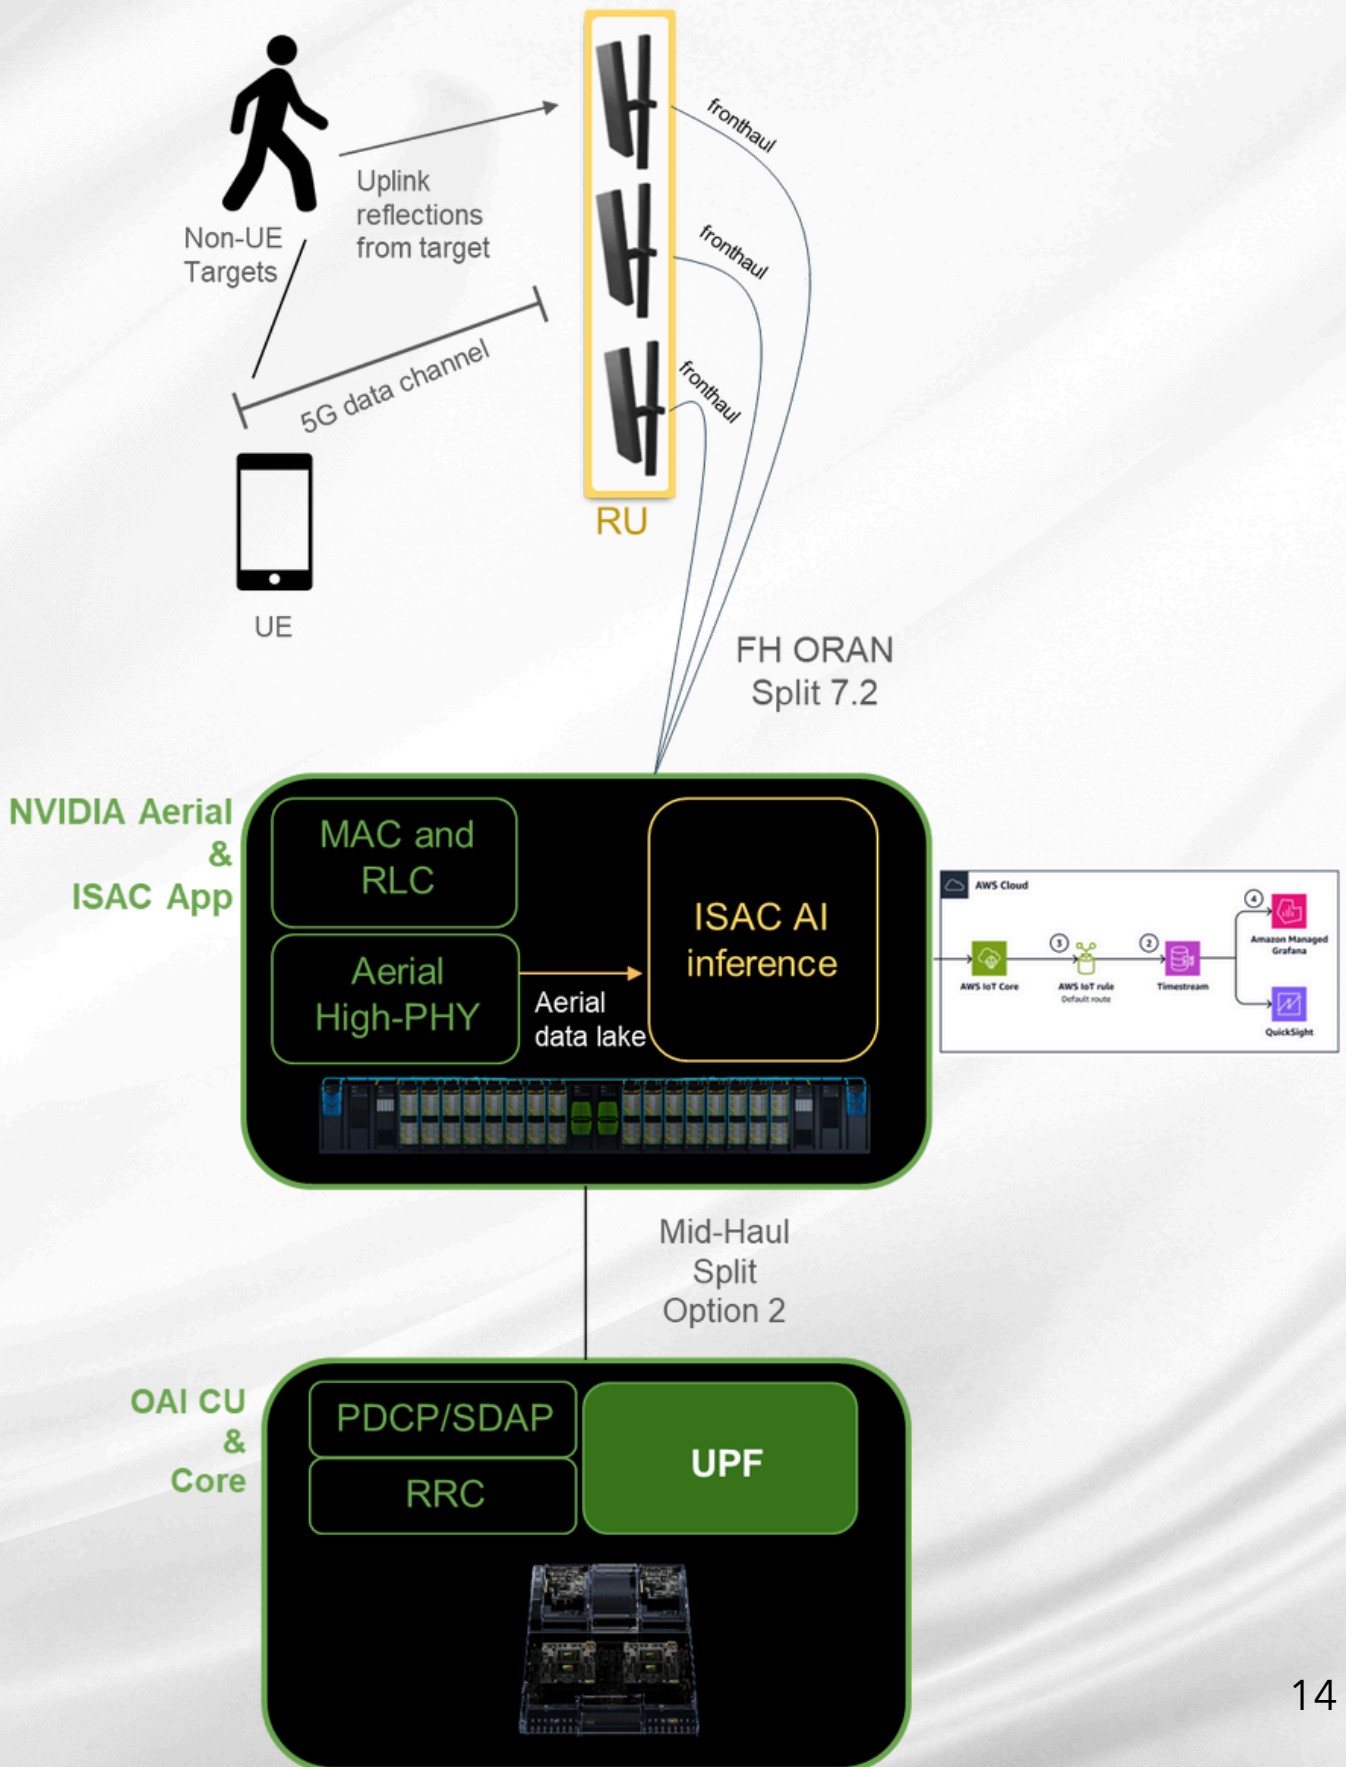 fronthaul
Uplink
reflections
from target
Non-UE
Targets
fronthaul
5G data channel
fronthaul
RU
UE
FH ORAN
Split 7.2
NVIDIA Aerial
&
ISAC App
MAC and
RLC
Aerial
High-PHY
Aerial
data lake
ISAC AI
inference
AWS Cloud
AWS IoT Core
3
AWS IoT rule
Default route
2
Timestream
4
Amazon Managed
Grafana
QuickSight
Mid-Haul
Split
Option 2
OAI CU
&
Core
PDCP/SDAP
RRC
UPF
14